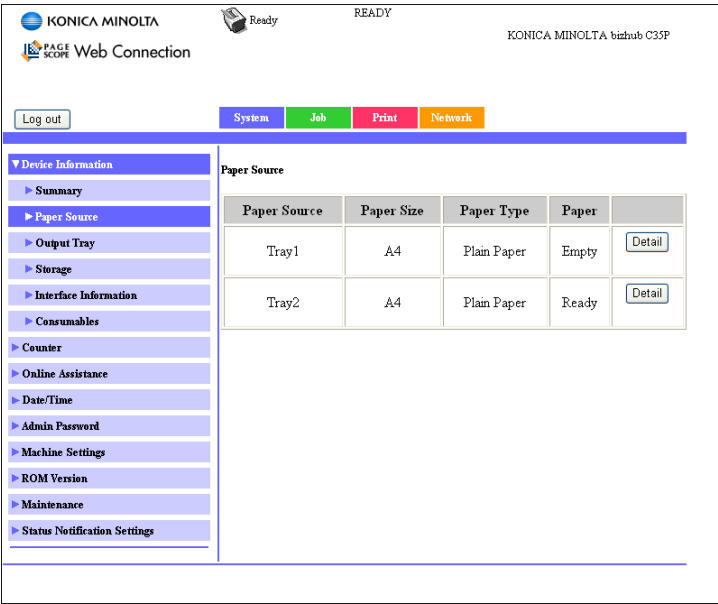 KONICA MINOLTA
Ready
READY
KONICA MINOLTA bizhub C35P
PAGE SCOPE Web Connection
Log out
System Job Print Network
Device Information
Summary
Paper Source
Output Tray
Storage
Interface Information
Consumables
Counter
Online Assistance
Date/Time
Admin Password
Machine Settings
ROM Version
Maintenance
Status Notification Settings
Paper Source
Paper Source Paper Size Paper Type Paper
Tray1 A4 Plain Paper Empty Detail
Tray2 A4 Plain Paper Ready Detail